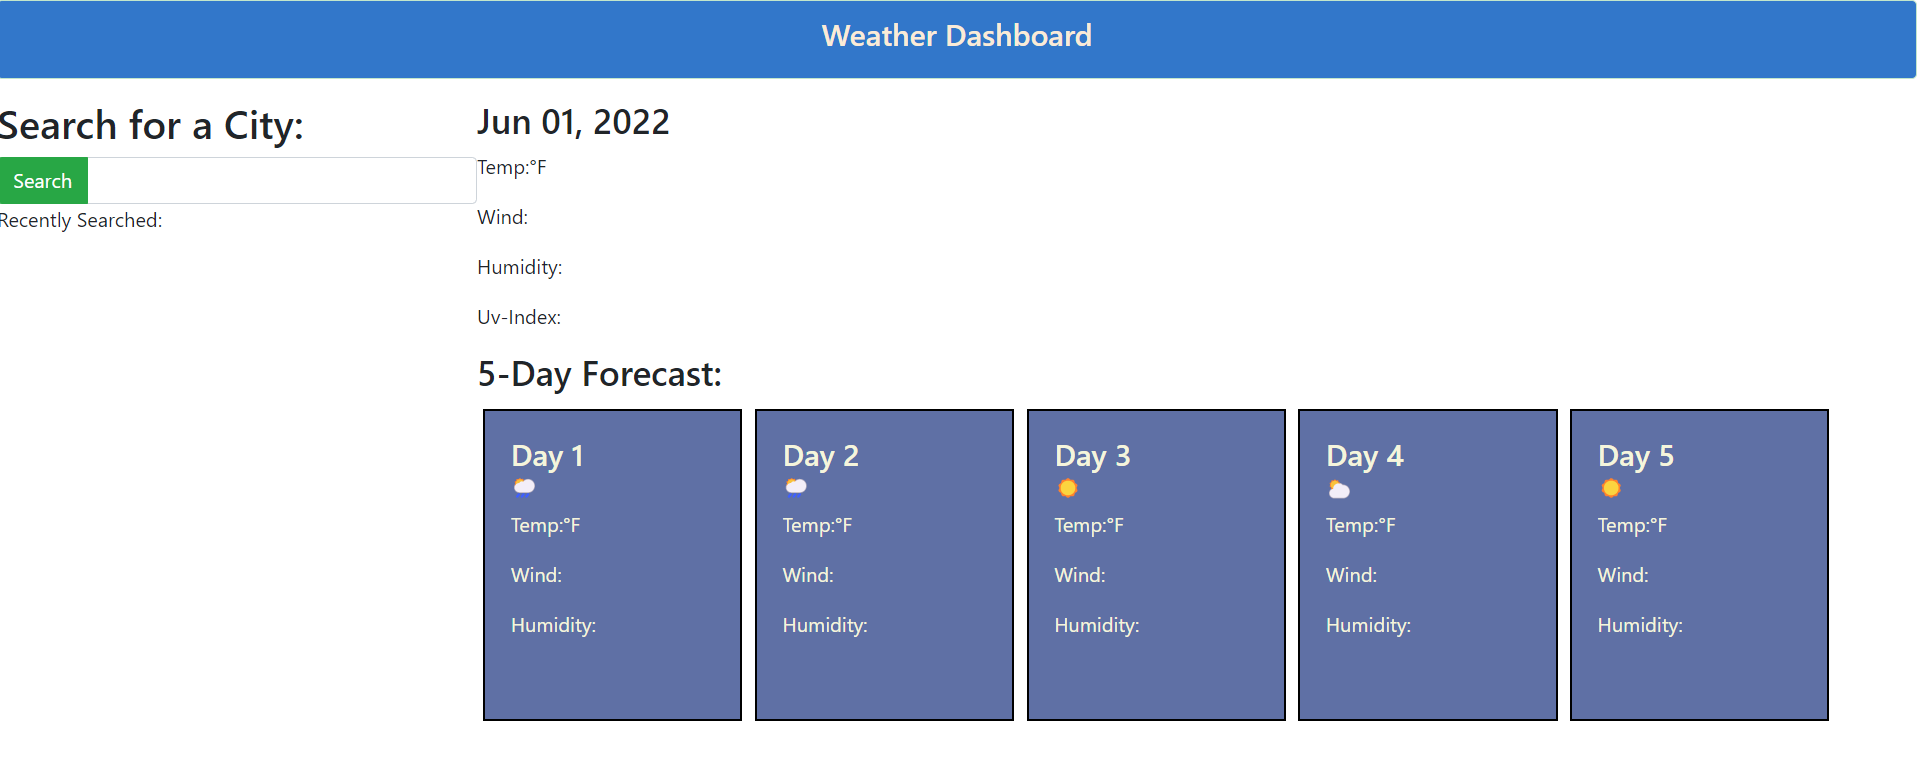 Weather Dashboard
Search for a City:
Search
Recently Searched:
Jun 01, 2022
Temp:°F
Wind:
Humidity:
Uv-Index:
5-Day Forecast:
Day 1
Temp:°F
Wind:
Humidity:
Day 2
Temp:°F
Wind:
Humidity:
Day 3
Temp:°F
Wind:
Humidity:
Day 4
Temp:°F
Wind:
Humidity:
Day 5
Temp:°F
Wind:
Humidity: